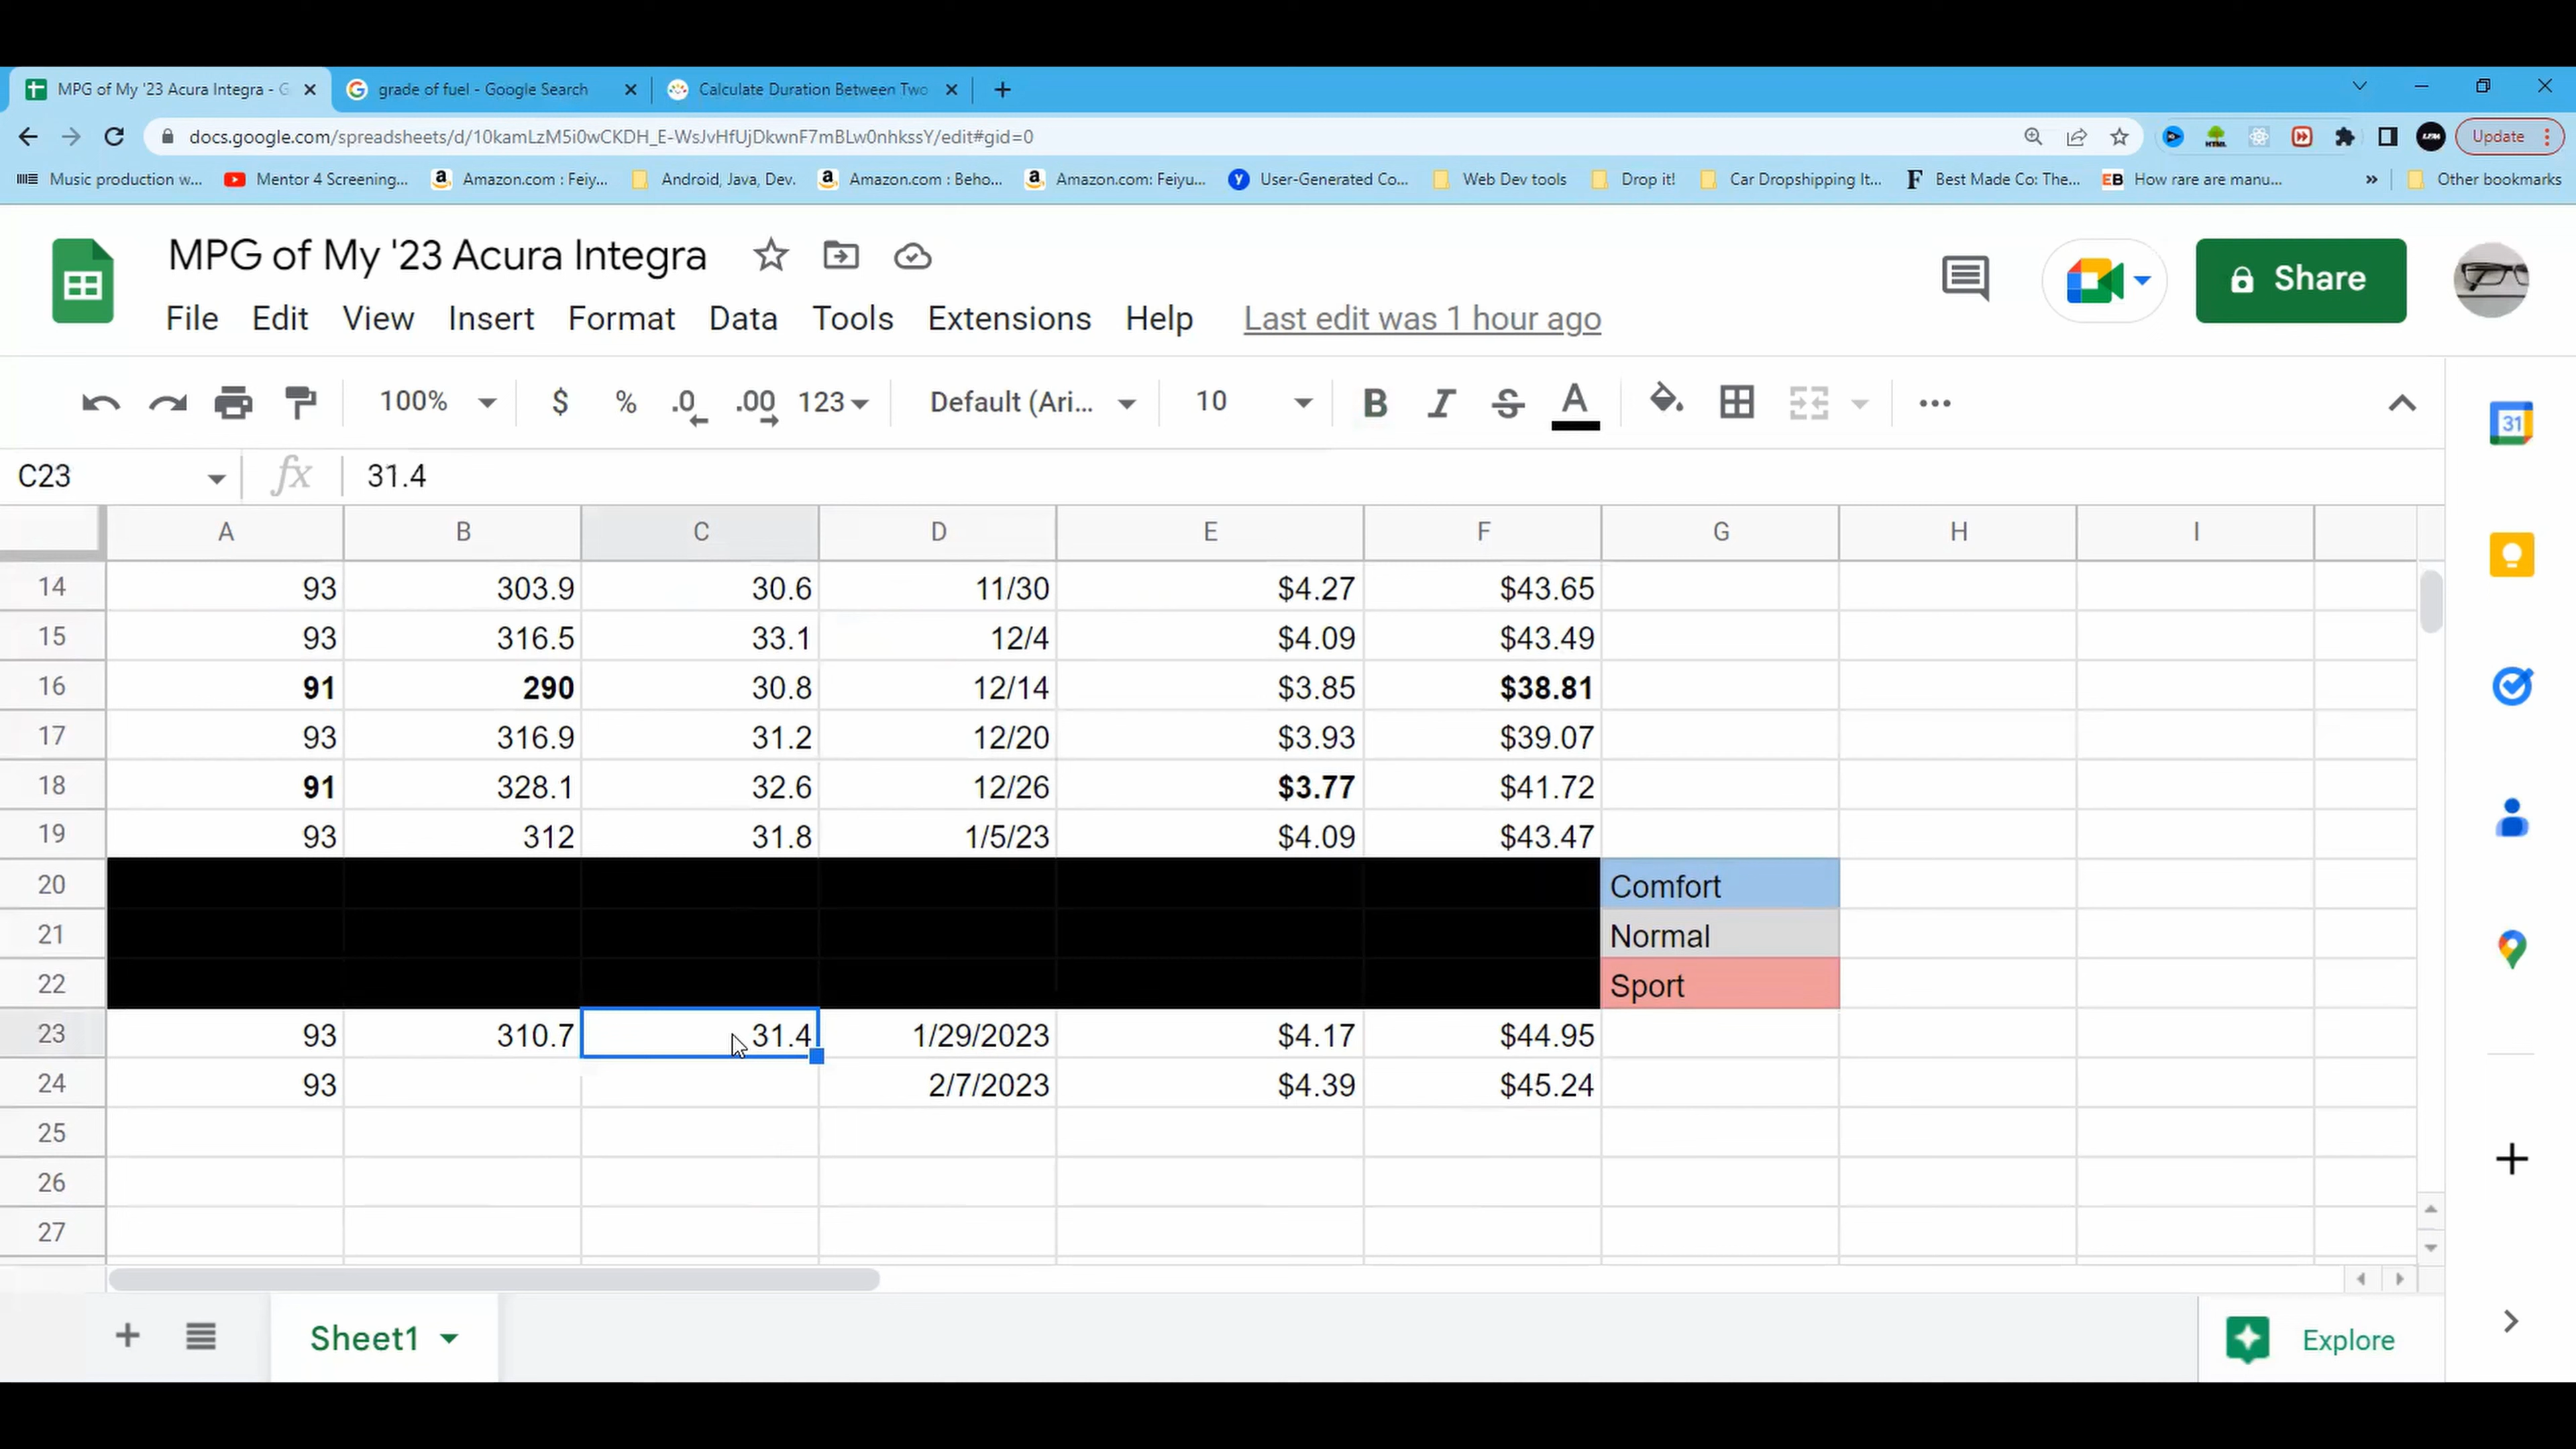 MPG of My '23 Acura Integra - G
grade of fuel - Google Search
Calculate Duration Between Two
docs.google.com/spreadsheets/d/10kamLzM5i0wCKDH_E-WsJvHfUjDkwnF7mBLw0nhkssY/edit#gid=0
Update
Music production w... Mentor 4 Screening... Amazon.com : Feiy... Android, Java, Dev. Amazon.com : Beho... Amazon.com: Feiyu... User-Generated Co... Web Dev tools Drop it! Car Dropshipping It... Best Made Co: The... EB How rare are manu... » Other bookmarks
MPG of My '23 Acura Integra
Share
File Edit View Insert Format Data Tools Extensions Help Last edit was 1 hour ago
100% $ % .0 .00 123 Default (Ari... 10 B I S A
31
C23 fx 31.4
A B C D E F G H I
14 93 303.9 30.6 11/30 $4.27 $43.65
15 93 316.5 33.1 12/4 $4.09 $43.49
16 91 290 30.8 12/14 $3.85 $38.81
17 93 316.9 31.2 12/20 $3.93 $39.07
18 91 328.1 32.6 12/26 $3.77 $41.72
19 93 312 31.8 1/5/23 $4.09 $43.47
20 Comfort
21 Normal
22 Sport
23 93 310.7 31.4 1/29/2023 $4.17 $44.95
24 93 2/7/2023 $4.39 $45.24
25
26
27
Sheet1
Explore